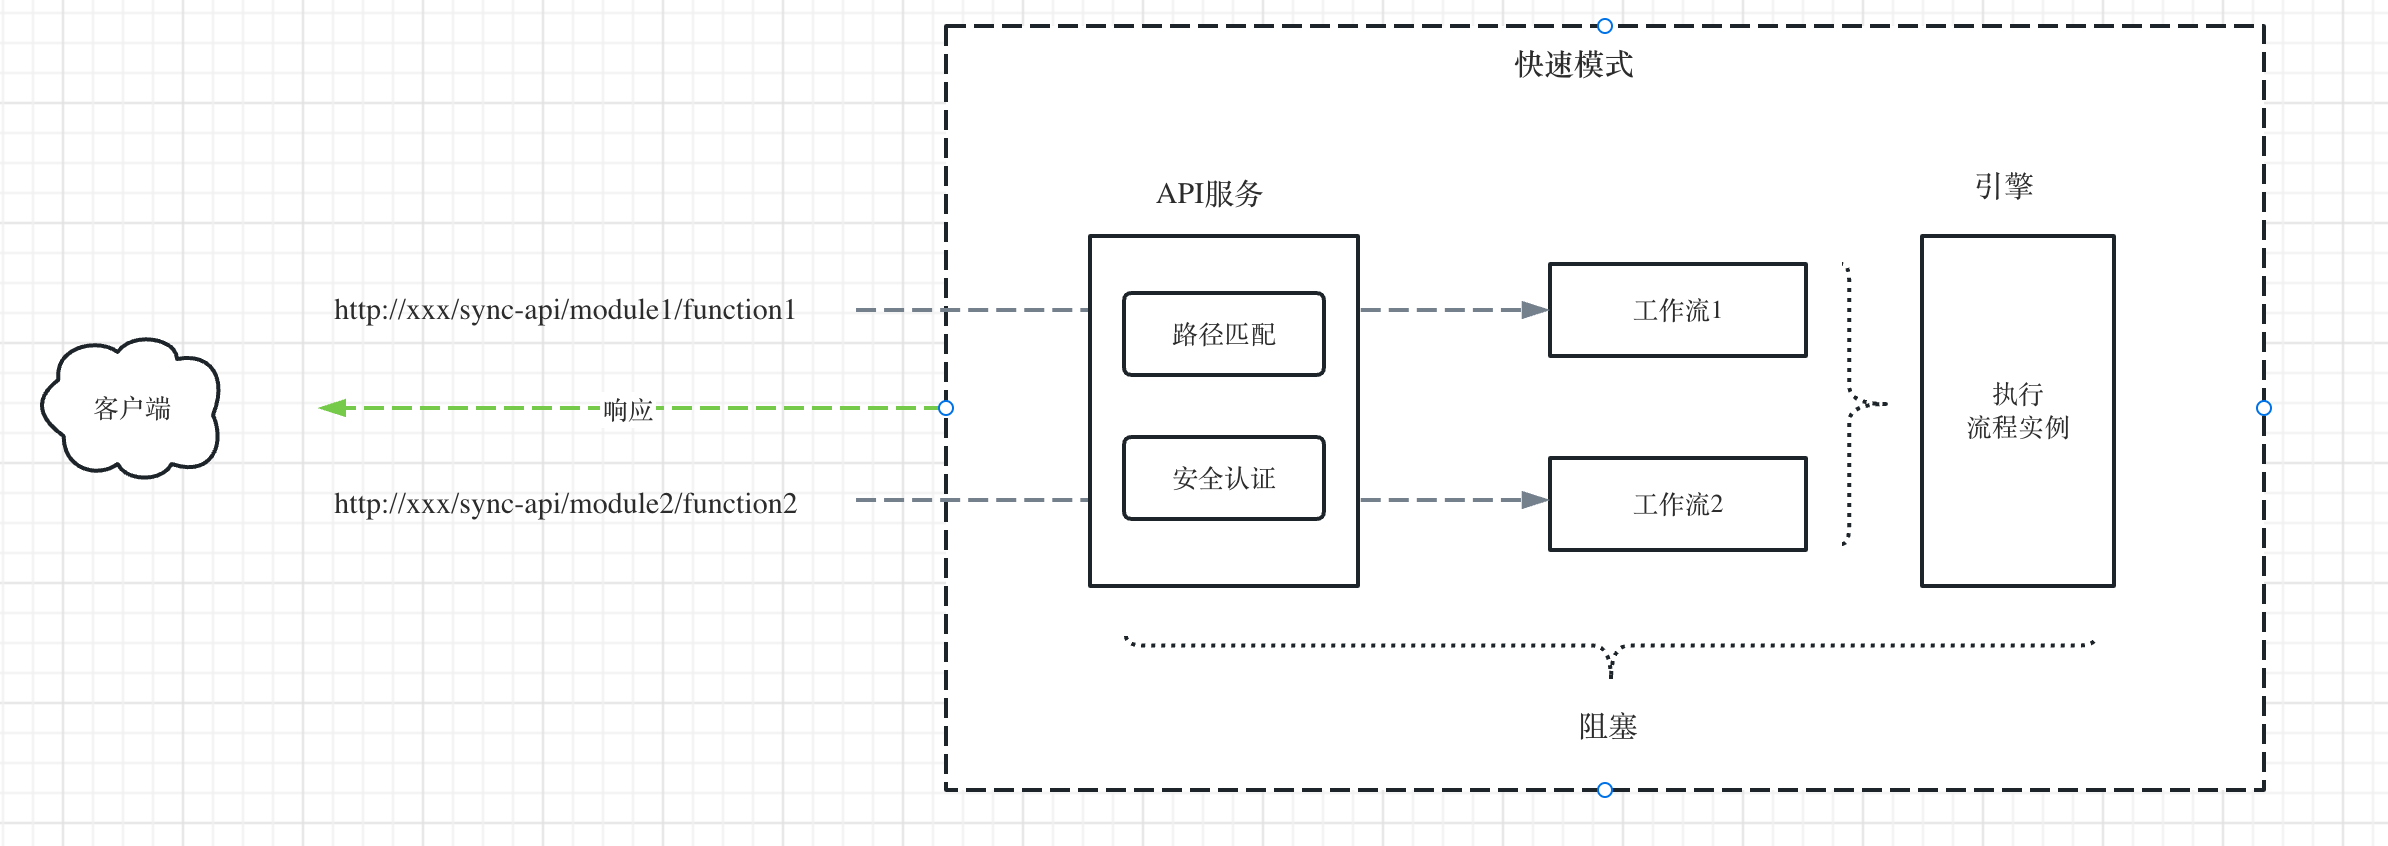 快速模式
API服务
引擎
http://xxx/sync-api/module1/function1
路径匹配
工作流1
客户端
响应
执行
流程实例
安全认证
http://xxx/sync-api/module2/function2
工作流2
阻塞